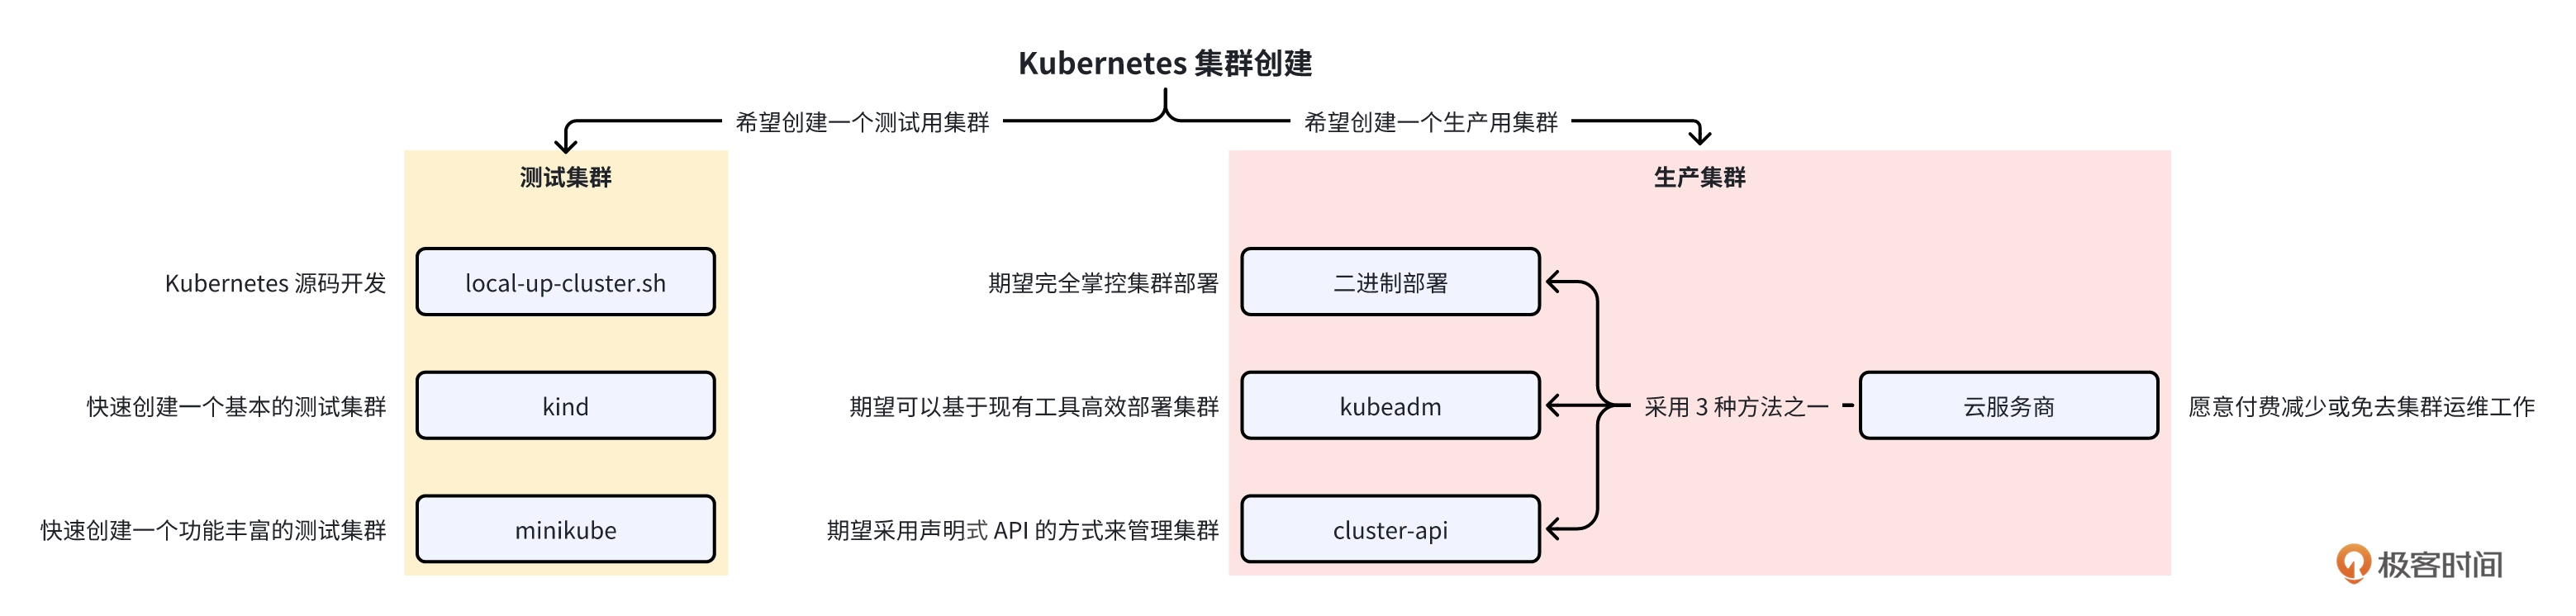 Kubernetes 集群创建
希望创建一个测试用集群
希望创建一个生产用集群
测试集群
生产集群
Kubernetes 源码开发
local-up-cluster.sh
期望完全掌控集群部署
二进制部署
快速创建一个基本的测试集群
kind
期望可以基于现有工具高效部署集群
kubeadm
采用 3 种方法之一
云服务商
愿意付费减少或免去集群运维工作
快速创建一个功能丰富的测试集群
minikube
期望采用声明式 API 的方式来管理集群
cluster-api
极客时间